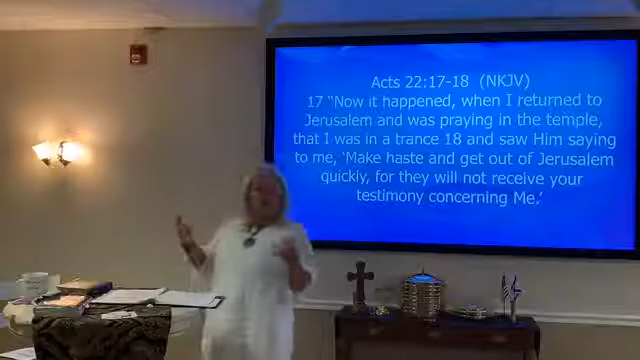 Acts 22:17-18 (NKJV)
17 “Now it happened, when I returned to
Jerusalem and was praying in the temple,
that I was in a trance 18 and saw Him saying
to me, ‘Make haste and get out of Jerusalem
quickly, for they will not receive your
testimony concerning Me.’